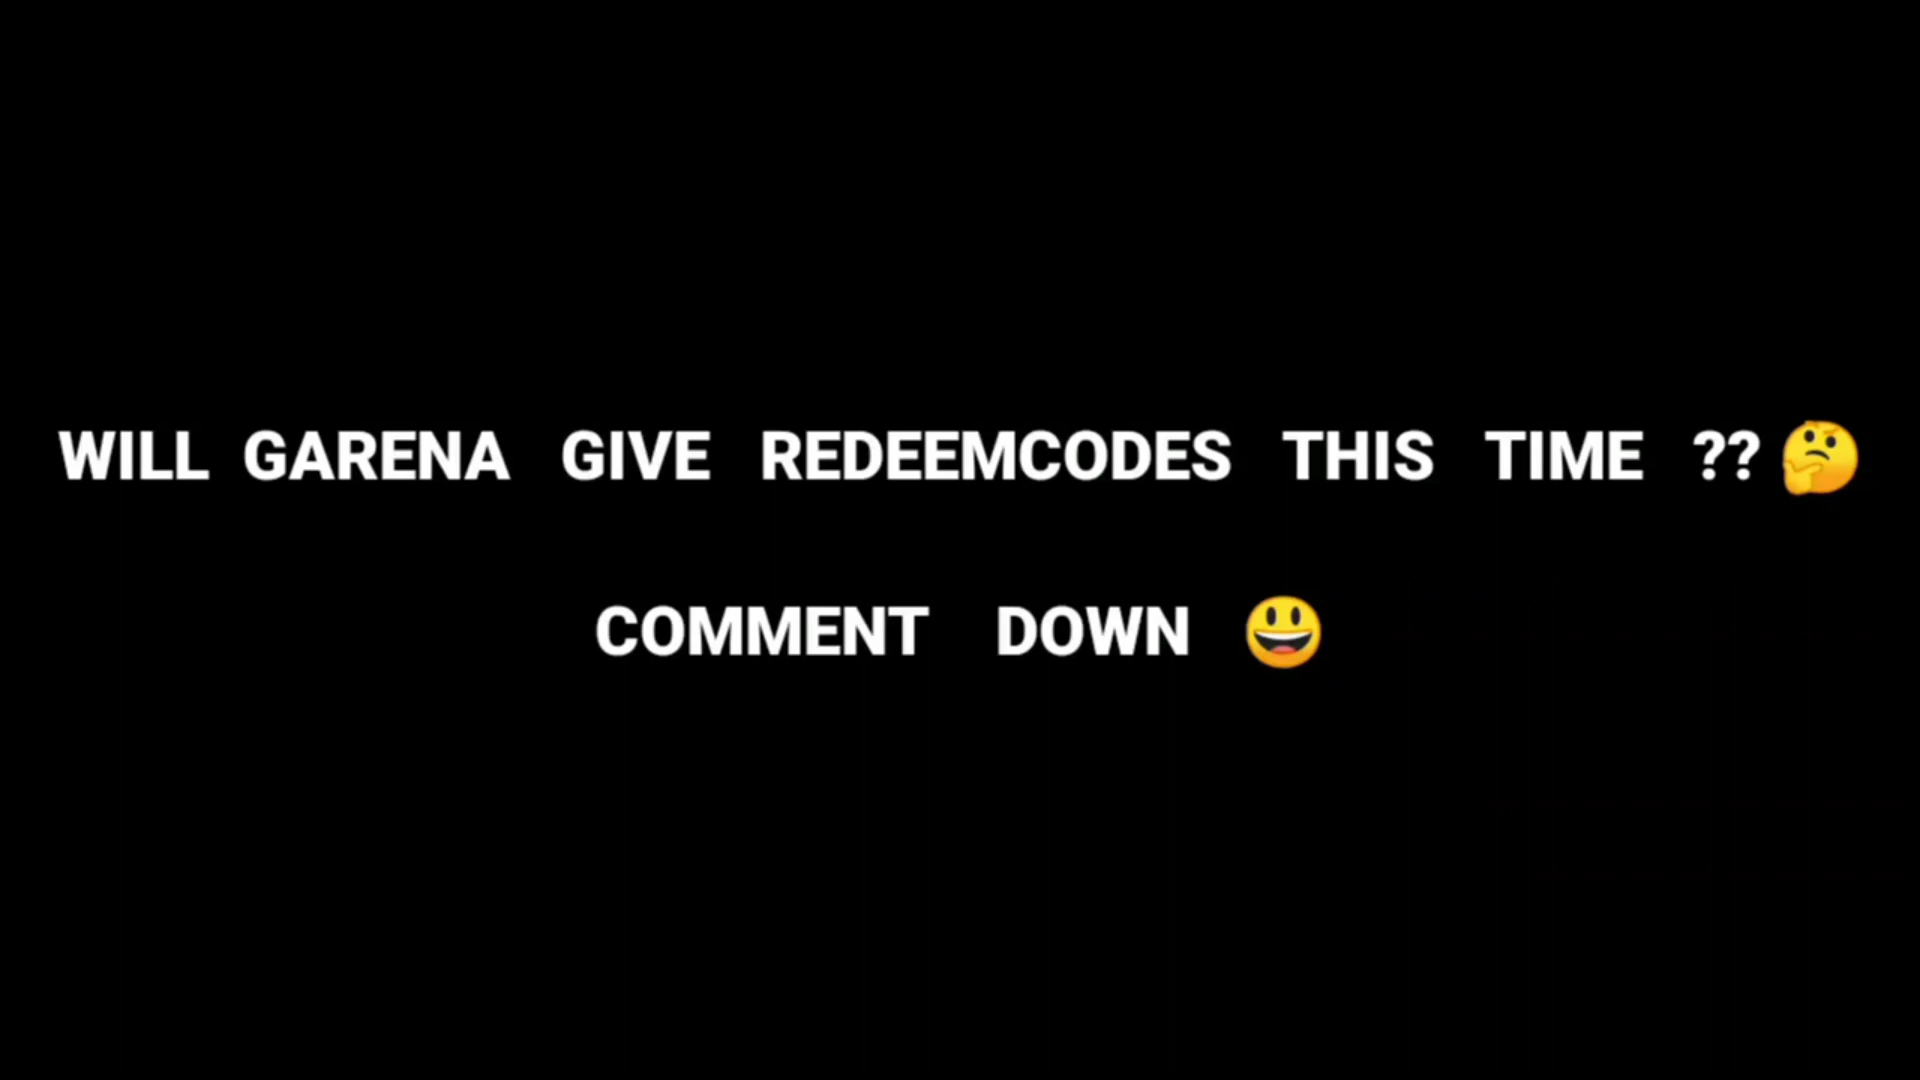 WILL GARENA GIVE REDEEMCODES THIS TIME ??🤔
COMMENT DOWN 😃